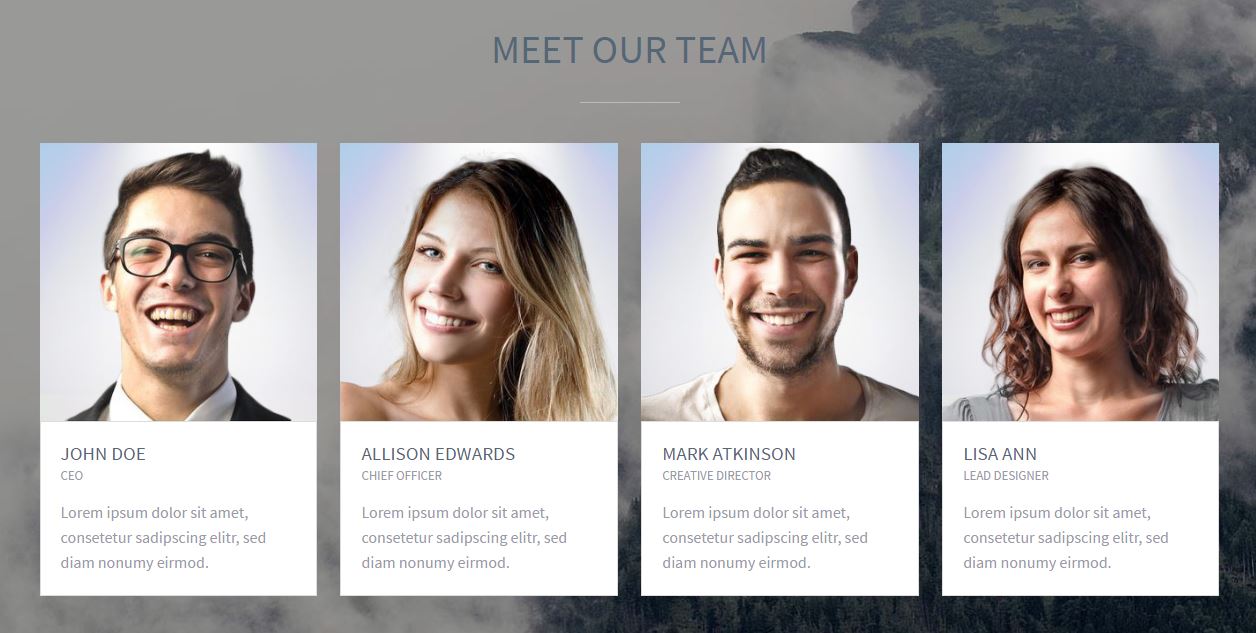 MEET OUR TEAM
JOHN DOE
CEO
Lorem ipsum dolor sit amet,
consetetur sadipscing elitr, sed
diam nonumy eirmod.
ALLISON EDWARDS
CHIEF OFFICER
Lorem ipsum dolor sit amet,
consetetur sadipscing elitr, sed
diam nonumy eirmod.
MARK ATKINSON
CREATIVE DIRECTOR
Lorem ipsum dolor sit amet,
consetetur sadipscing elitr, sed
diam nonumy eirmod.
LISA ANN
LEAD DESIGNER
Lorem ipsum dolor sit amet,
consetetur sadipscing elitr, sed
diam nonumy eirmod.